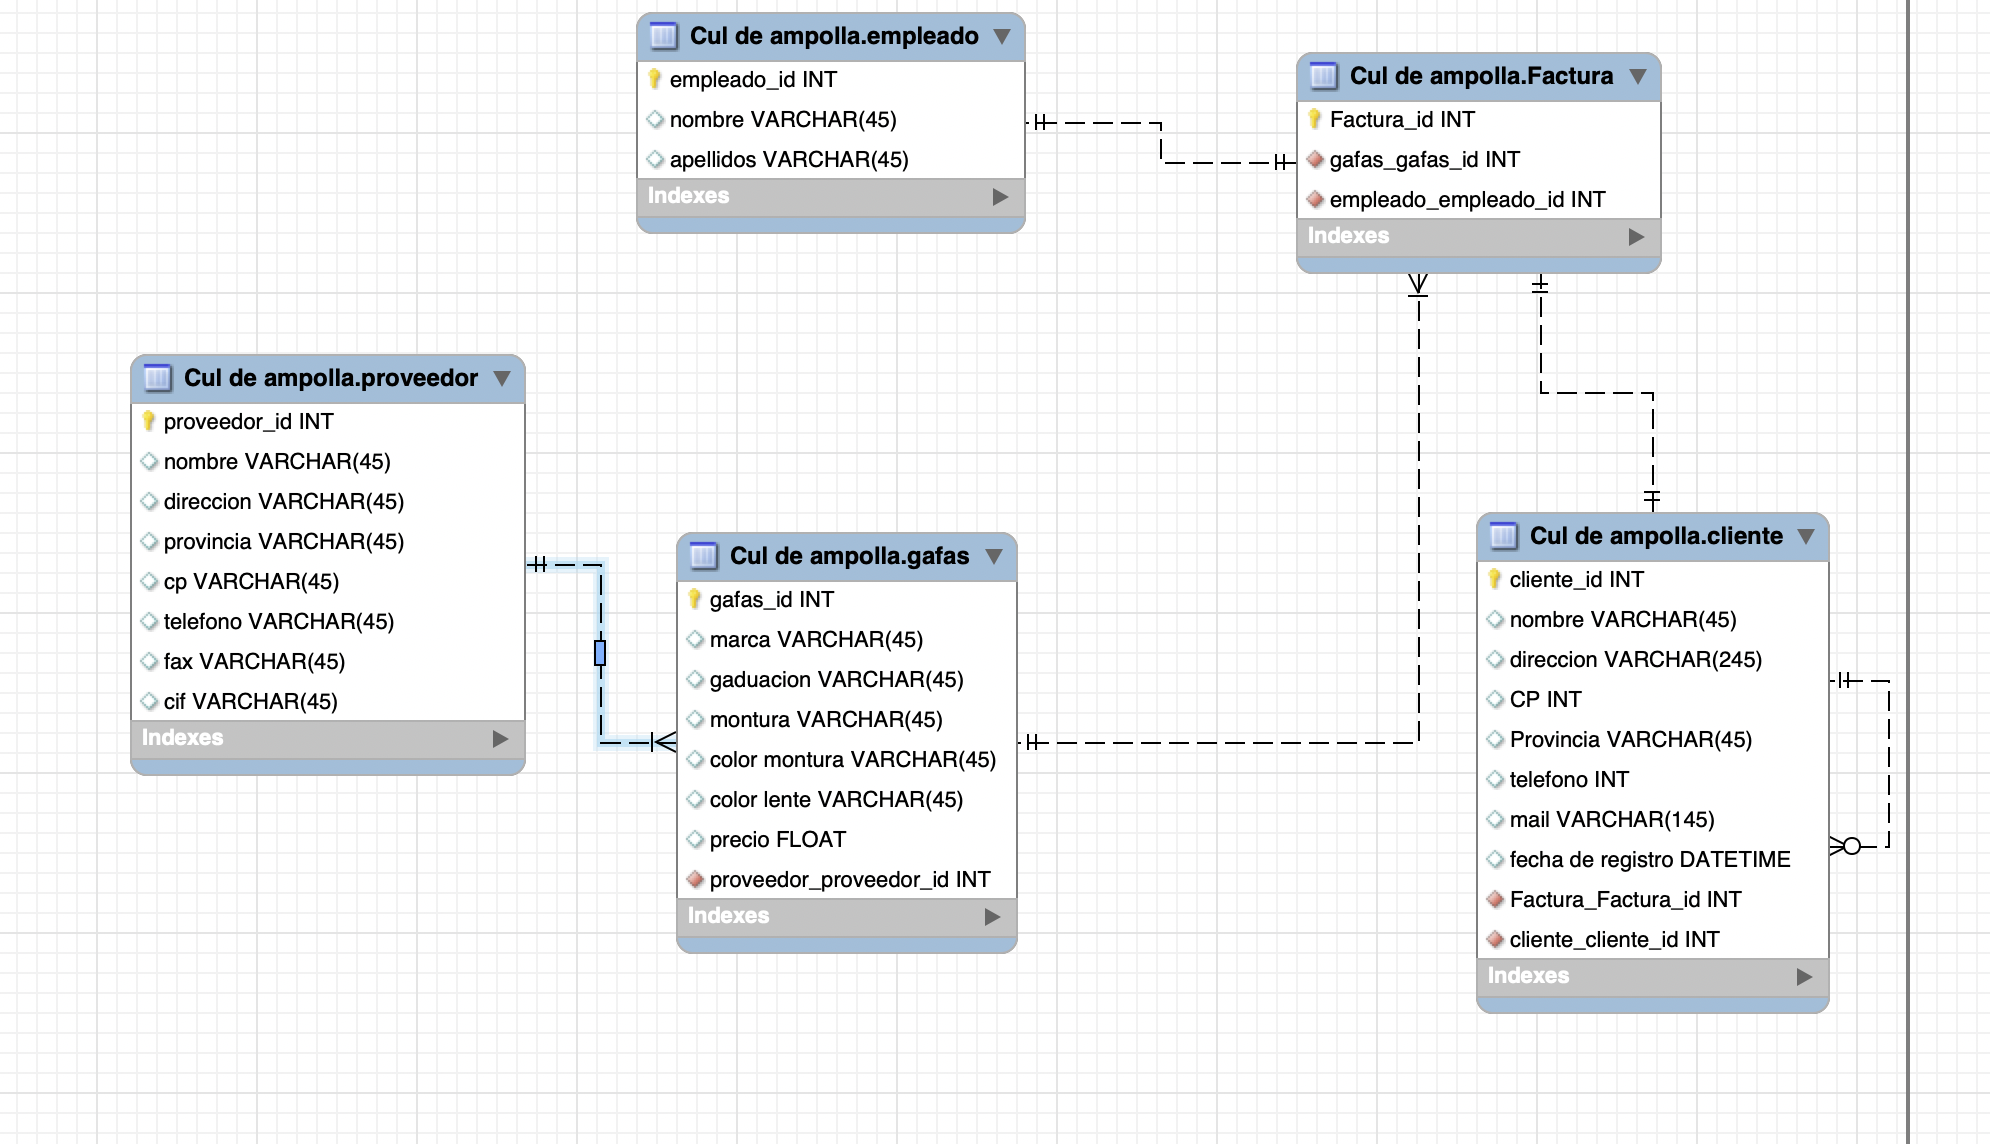 Cul de ampolla.empleado
empleado_id INT
nombre VARCHAR(45)
apellidos VARCHAR(45)
Indexes
Cul de ampolla.Factura
Factura_id INT
gafas_gafas_id INT
empleado_empleado_id INT
Indexes
Cul de ampolla.proveedor
proveedor_id INT
nombre VARCHAR(45)
direccion VARCHAR(45)
provincia VARCHAR(45)
cp VARCHAR(45)
telefono VARCHAR(45)
fax VARCHAR(45)
cif VARCHAR(45)
Indexes
Cul de ampolla.gafas
gafas_id INT
marca VARCHAR(45)
gaduacion VARCHAR(45)
montura VARCHAR(45)
color montura VARCHAR(45)
color lente VARCHAR(45)
precio FLOAT
proveedor_proveedor_id INT
Indexes
Cul de ampolla.cliente
cliente_id INT
nombre VARCHAR(45)
direccion VARCHAR(245)
CP INT
Provincia VARCHAR(45)
telefono INT
mail VARCHAR(145)
fecha de registro DATETIME
Factura_Factura_id INT
cliente_cliente_id INT
Indexes